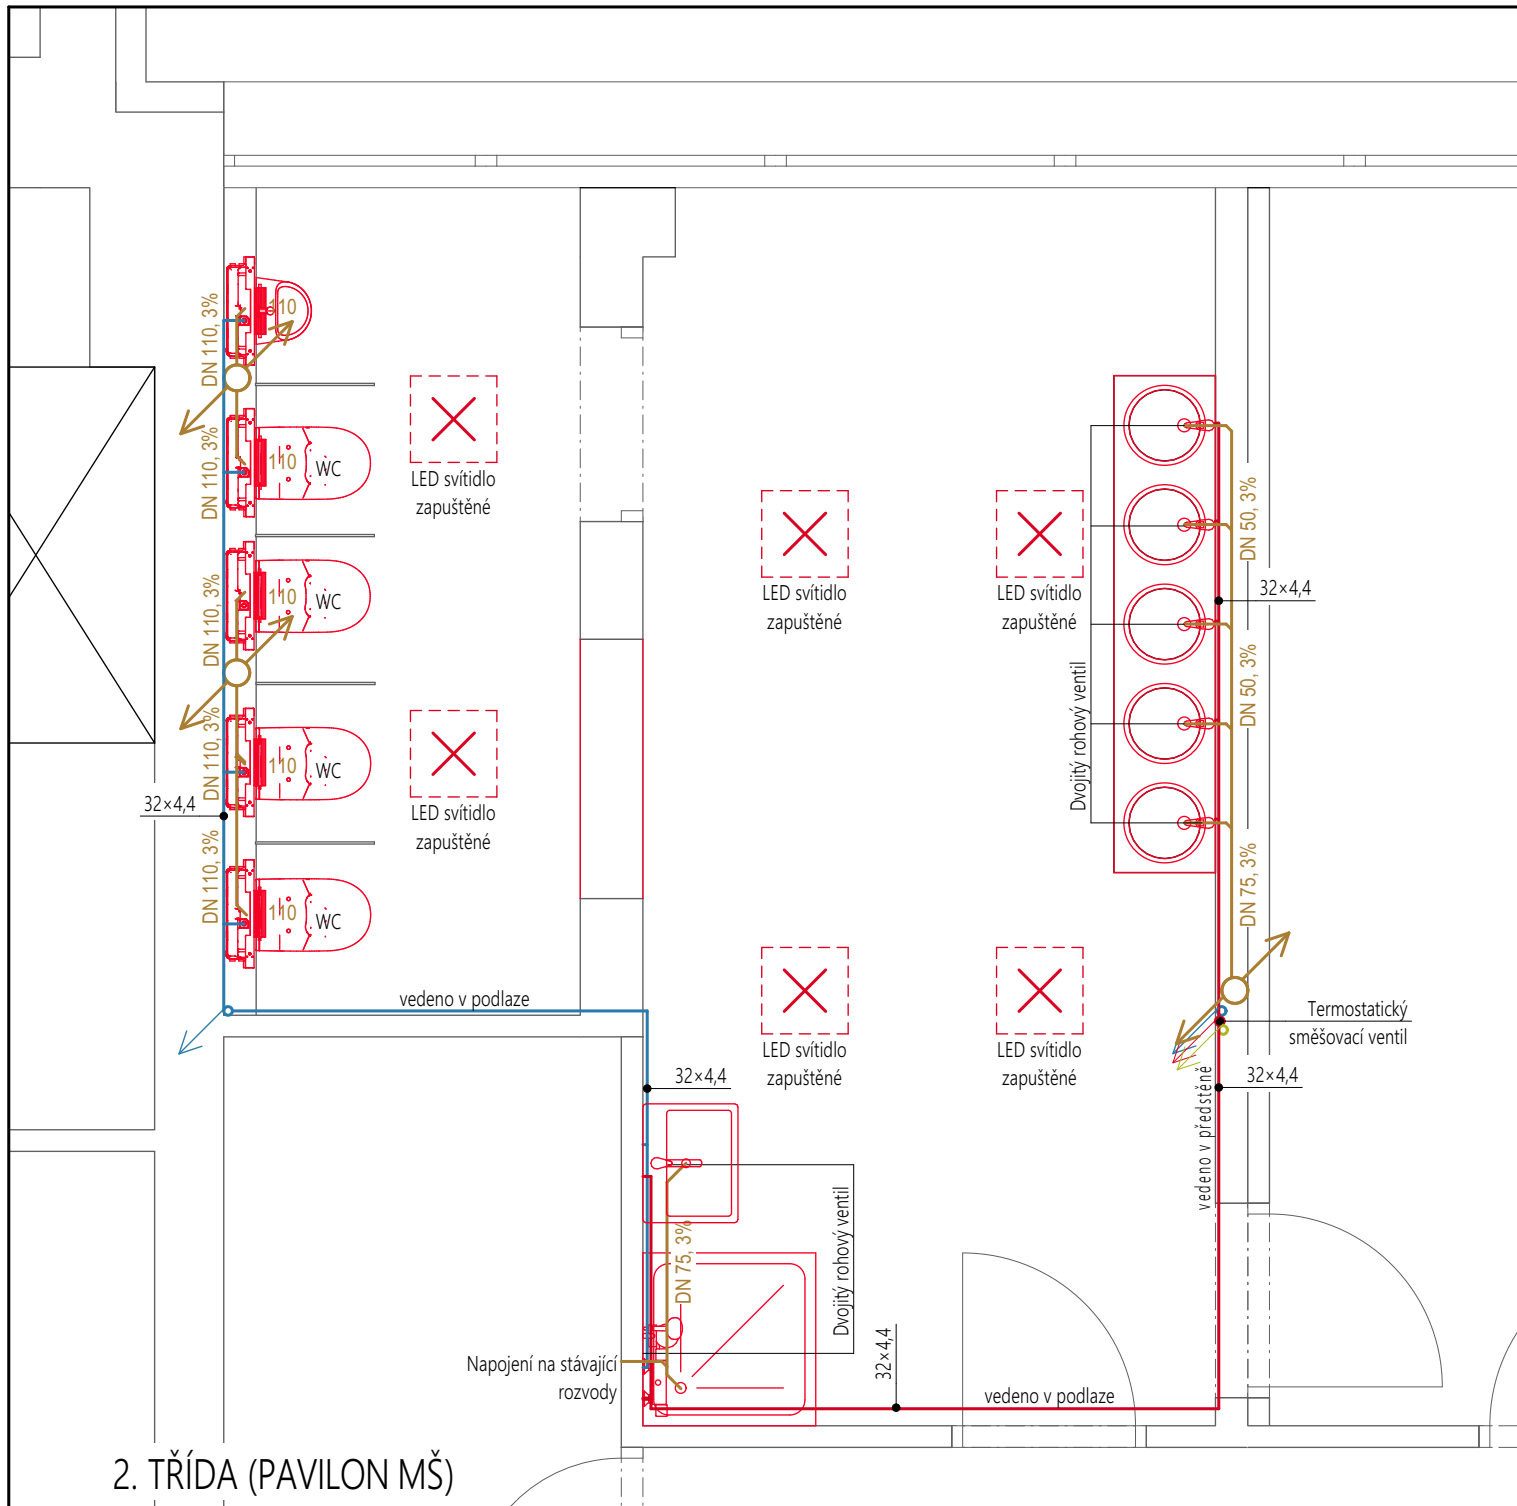 DN 110, 3%
110
DN 110, 3%
110
WC
LED svítidlo
zapuštěné
DN 110, 3%
110
WC
DN 110, 3%
110
WC
LED svítidlo
zapuštěné
32×4,4
DN 110, 3%
110
WC
vedeno v podlaze
LED svítidlo
zapuštěné
LED svítidlo
zapuštěné
DN 50, 3%
32×4,4
DN 50, 3%
Dvojitý rohový ventil
DN 75, 3%
LED svítidlo
zapuštěné
LED svítidlo
zapuštěné
Termostatický
směšovací ventil
32×4,4
32×4,4
vedeno v předstěně
DN 75, 3%
Dvojitý rohový ventil
Napojení na stávající
rozvody
32×4,4
vedeno v podlaze
2. TŘÍDA (PAVILON MŠ)